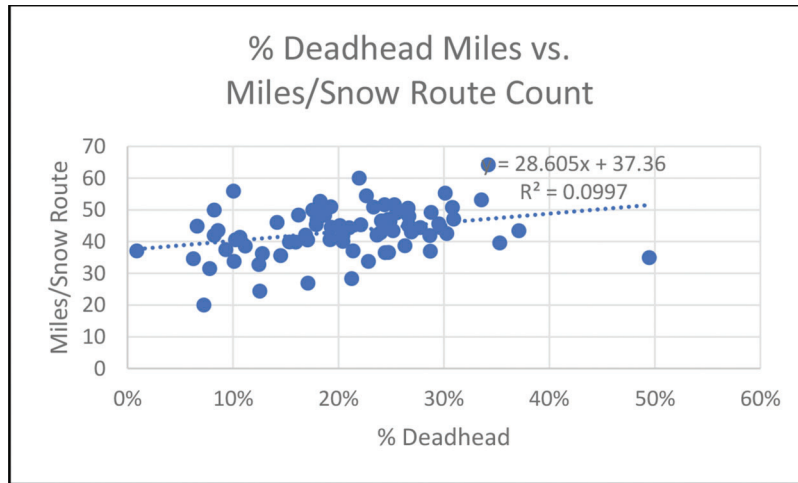 % Deadhead Miles vs.
Miles/Snow Route Count
70
60
50
40
30
20
10
0
Miles/Snow Route
y = 28.605x + 37.36
R² = 0.0997
0% 10% 20% 30% 40% 50% 60%
% Deadhead